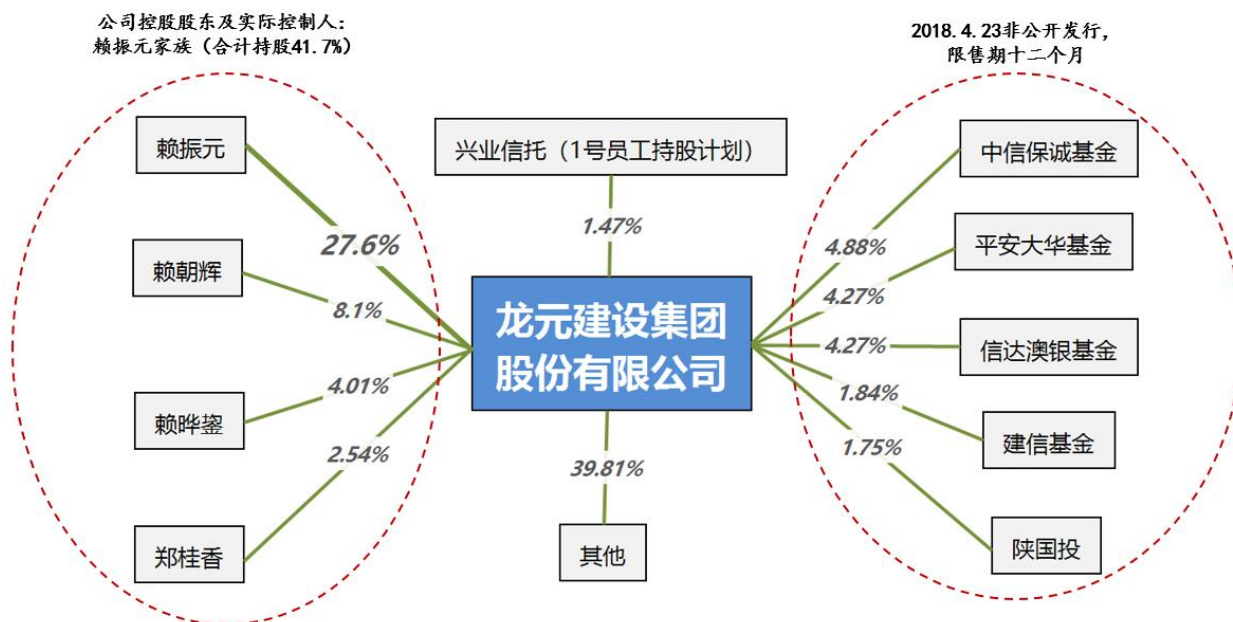 公司控股股东及实际控制人：
赖振元家族（合计持股41.7%）
2018.4.23非公开发行，
限售期十二个月
赖振元
兴业信托（1号员工持股计划）
中信保诚基金
27.6%
1.47%
4.88%
平安大华基金
赖朝辉
8.1%
4.27%
龙元建设集团
股份有限公司
4.27%
信达澳银基金
赖晔鋆
4.01%
1.84%
建信基金
2.54%
39.81%
1.75%
郑桂香
其他
陕国投